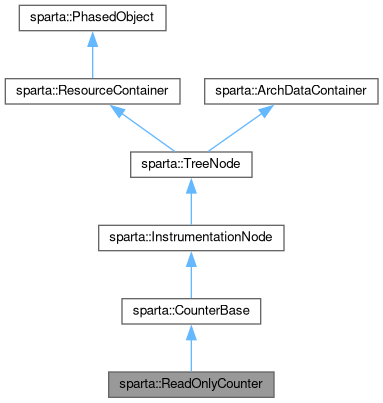 sparta::PhasedObject
sparta::ResourceContainer
sparta::ArchDataContainer
sparta::TreeNode
sparta::InstrumentationNode
sparta::CounterBase
sparta::ReadOnlyCounter